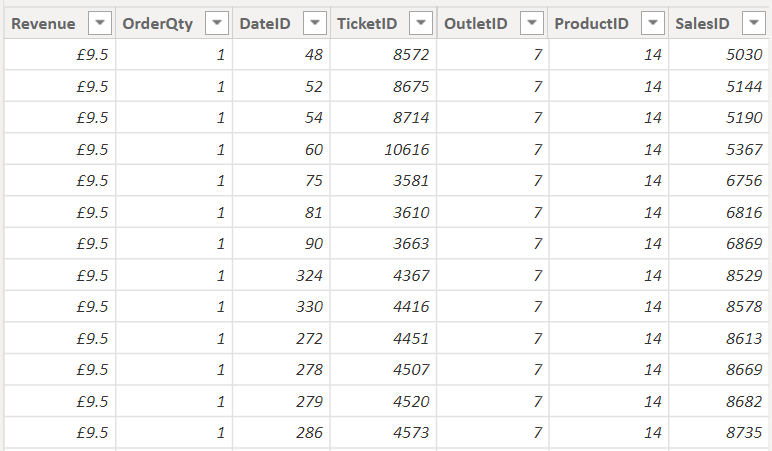 Revenue OrderQty DateID TicketID OutletID ProductID SalesID
£9.5 1 48 8572 7 14 5030
£9.5 1 52 8675 7 14 5144
£9.5 1 54 8714 7 14 5190
£9.5 1 60 10616 7 14 5367
£9.5 1 75 3581 7 14 6756
£9.5 1 81 3610 7 14 6816
£9.5 1 90 3663 7 14 6869
£9.5 1 324 4367 7 14 8529
£9.5 1 330 4416 7 14 8578
£9.5 1 272 4451 7 14 8613
£9.5 1 278 4507 7 14 8669
£9.5 1 279 4520 7 14 8682
£9.5 1 286 4573 7 14 8735